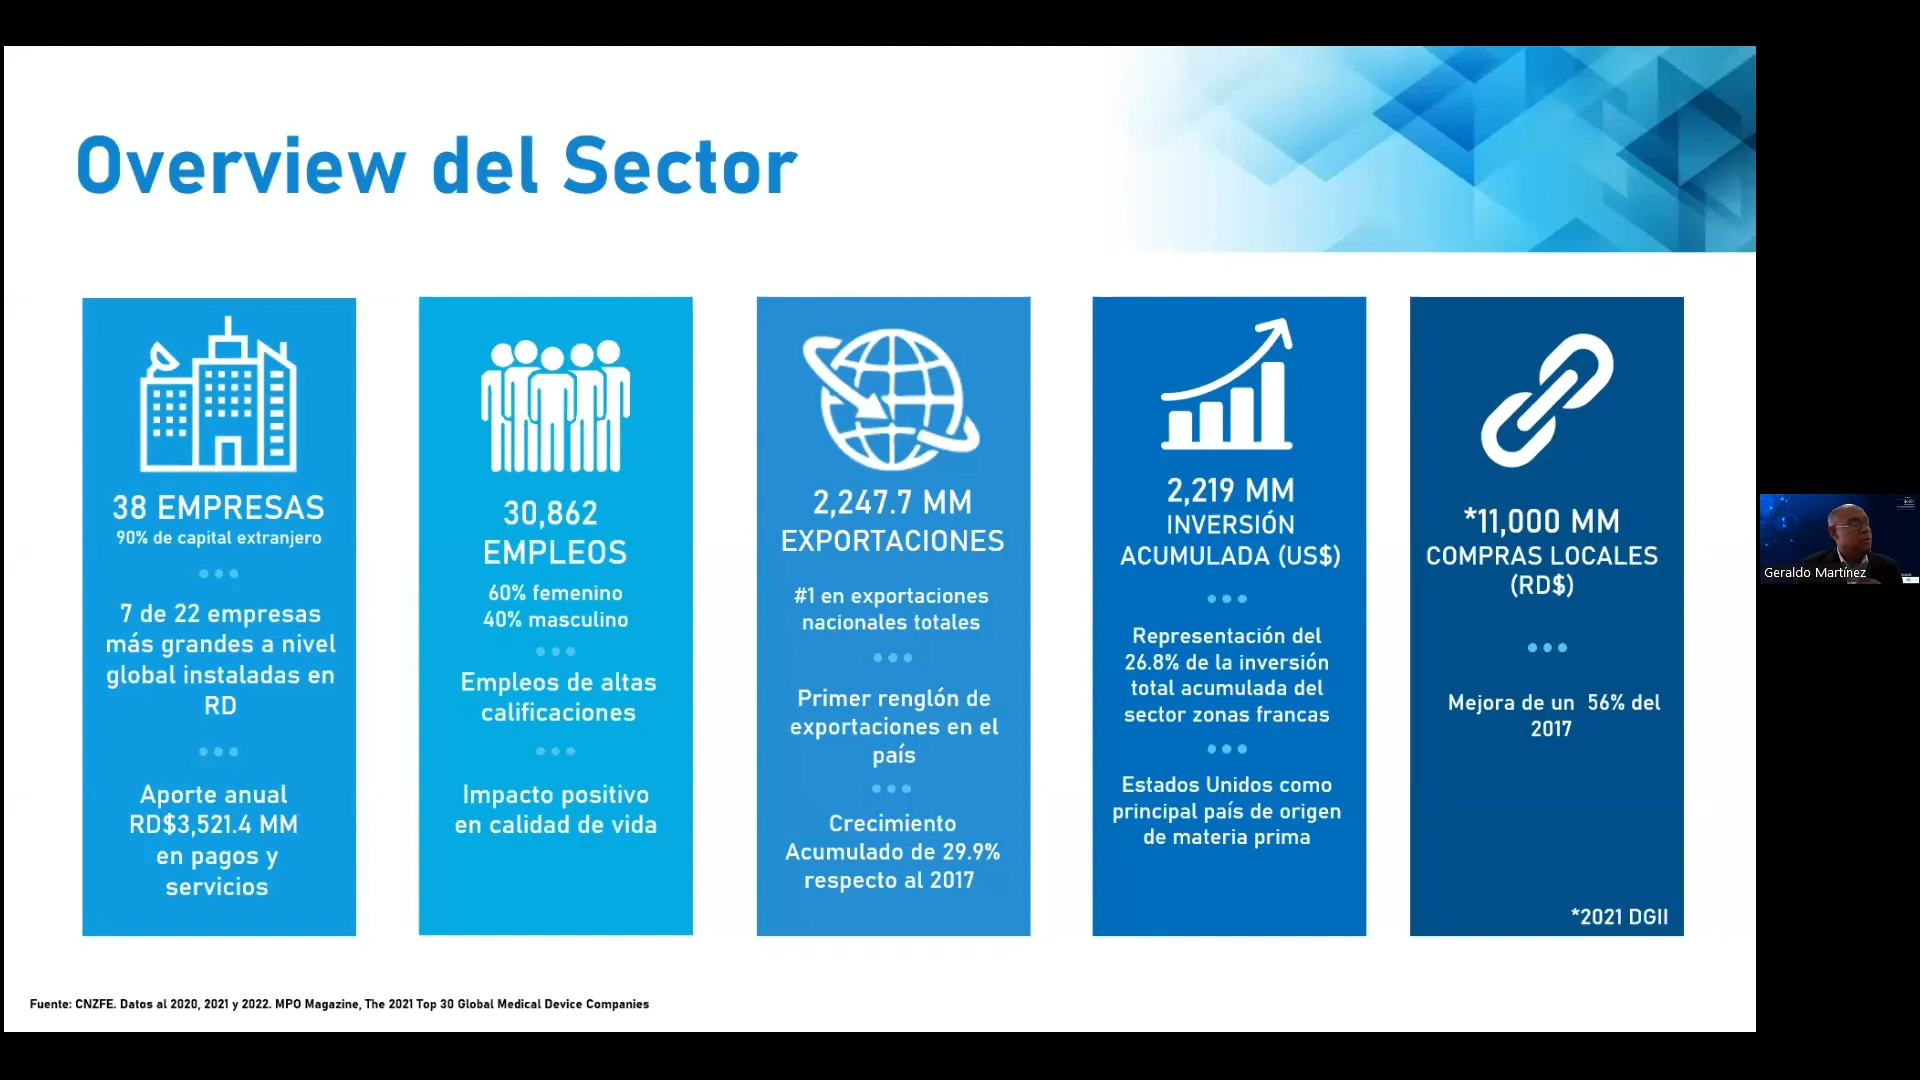 Overview del Sector
38 EMPRESAS
90% de capital extranjero
7 de 22 empresas
más grandes a nivel
global instaladas en
RD
Aporte anual
RD$3,521.4 MM
en pagos y
servicios
30,862
EMPLEOS
60% femenino
40% masculino
Empleos de altas
calificaciones
Impacto positivo
en calidad de vida
2,247.7 MM
EXPORTACIONES
#1 en exportaciones
nacionales totales
Primer renglón de
exportaciones en el
país
Crecimiento
Acumulado de 29.9%
respecto al 2017
2,219 MM
INVERSIÓN
ACUMULADA (US$)
Representación del
26.8% de la inversión
total acumulada del
sector zonas francas
Estados Unidos como
principal país de origen
de materia prima
*11,000 MM
COMPRAS LOCALES
(RD$)
Mejora de un  56% del
2017
*2021 DGII
Fuente: CNZFE. Datos al 2020, 2021 y 2022. MPO Magazine, The 2021 Top 30 Global Medical Device Companies
Geraldo Martínez